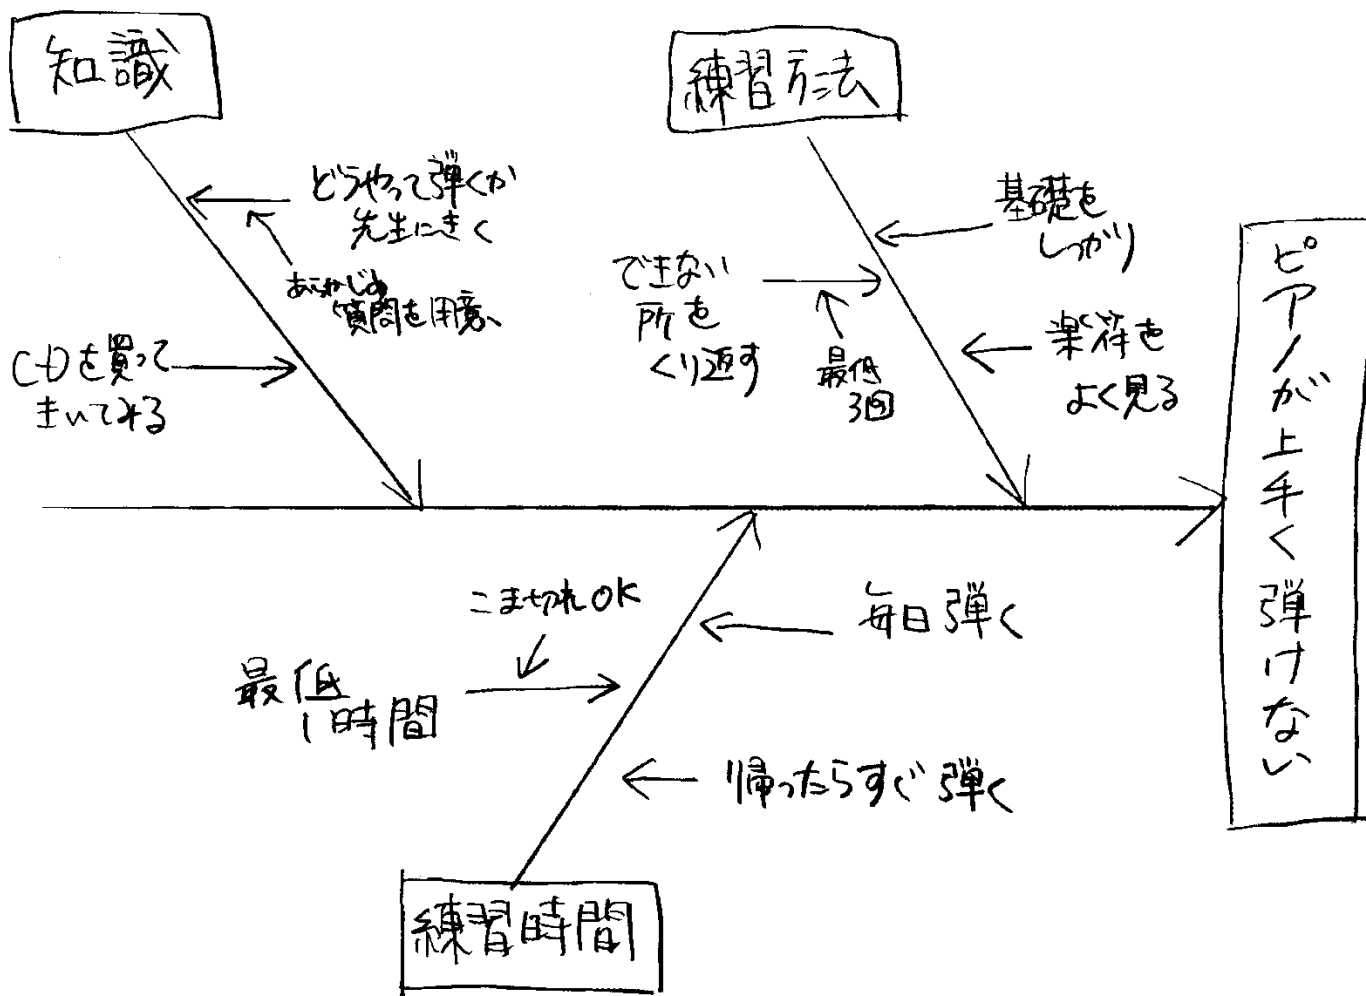 知識
どうやって弾くか
先生にきく
あらかじめ
質問を用意
CDを買って
きいてみる
練習方法
基礎を
しっかり
できない
所を
くり返す
最低
3回
楽符を
よく見る
ピアノが上手く弾けない
こま切れOK
最低
1時間
毎日弾く
帰ったらすぐ弾く
練習時間